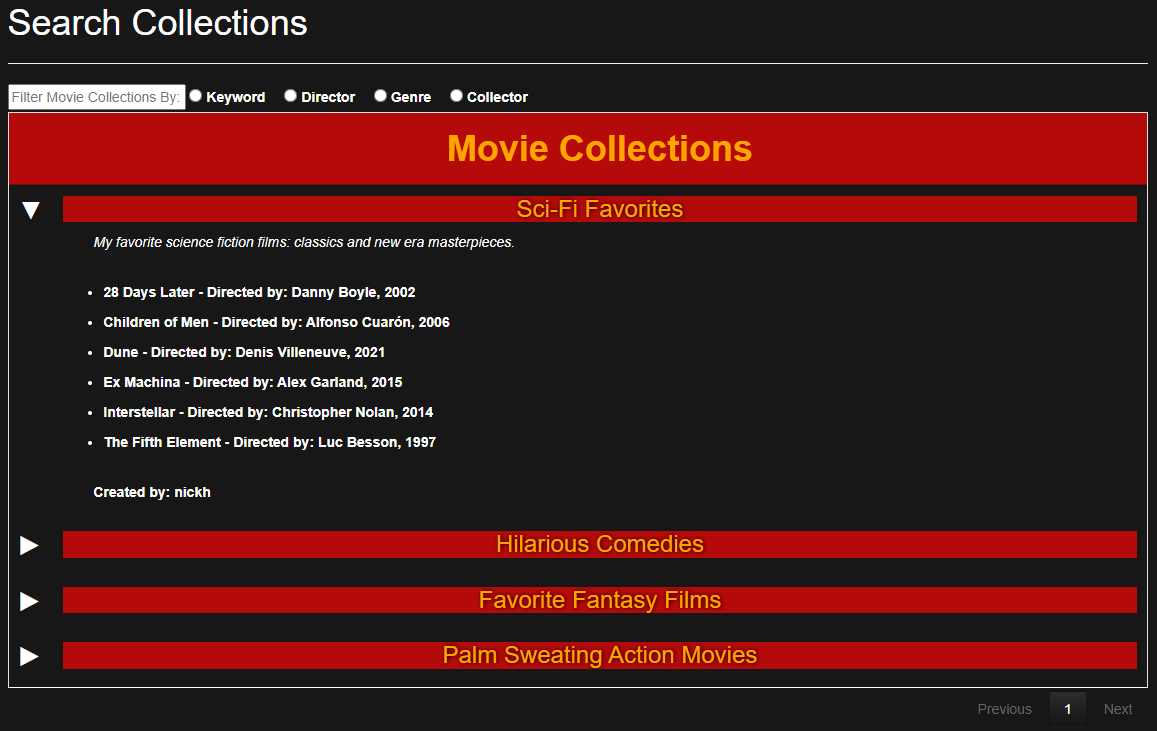 Search Collections
Filter Movie Collections By: Keyword Director Genre Collector
Movie Collections
Sci-Fi Favorites
My favorite science fiction films: classics and new era masterpieces.
28 Days Later - Directed by: Danny Boyle, 2002
Children of Men - Directed by: Alfonso Cuarón, 2006
Dune - Directed by: Denis Villeneuve, 2021
Ex Machina - Directed by: Alex Garland, 2015
Interstellar - Directed by: Christopher Nolan, 2014
The Fifth Element - Directed by: Luc Besson, 1997
Created by: nickh
Hilarious Comedies
Favorite Fantasy Films
Palm Sweating Action Movies
Previous 1 Next